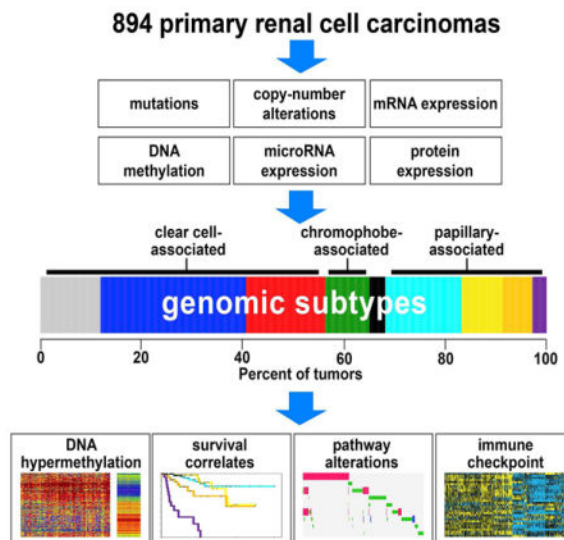 894 primary renal cell carcinomas
mutations
copy-number
alterations
mRNA expression
DNA
methylation
microRNA
expression
protein
expression
clear cell-
associated
chromophobe-
associated
papillary-
associated
genomic subtypes
0 20 40 60 80 100
Percent of tumors
DNA
hypermethylation
survival
correlates
pathway
alterations
immune
checkpoint